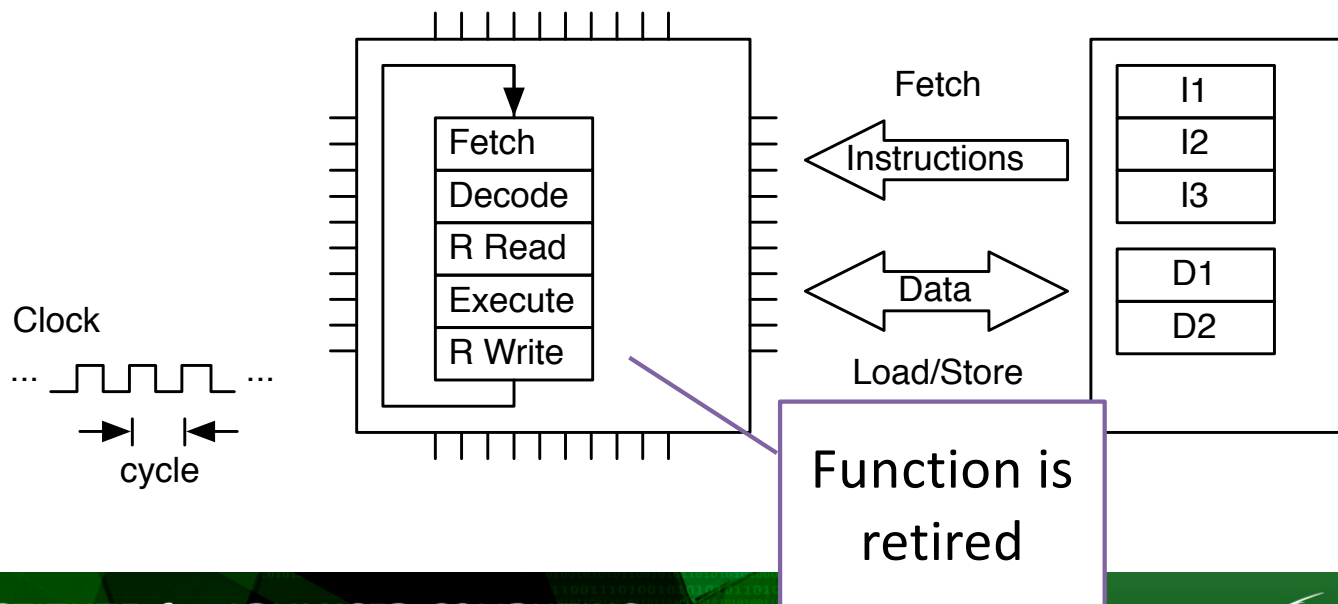 Fetch
Decode
R Read
Execute
R Write
Clock
... ...
cycle
Fetch
Instructions
Data
Load/Store
I1
I2
I3
D1
D2
Function is
retired